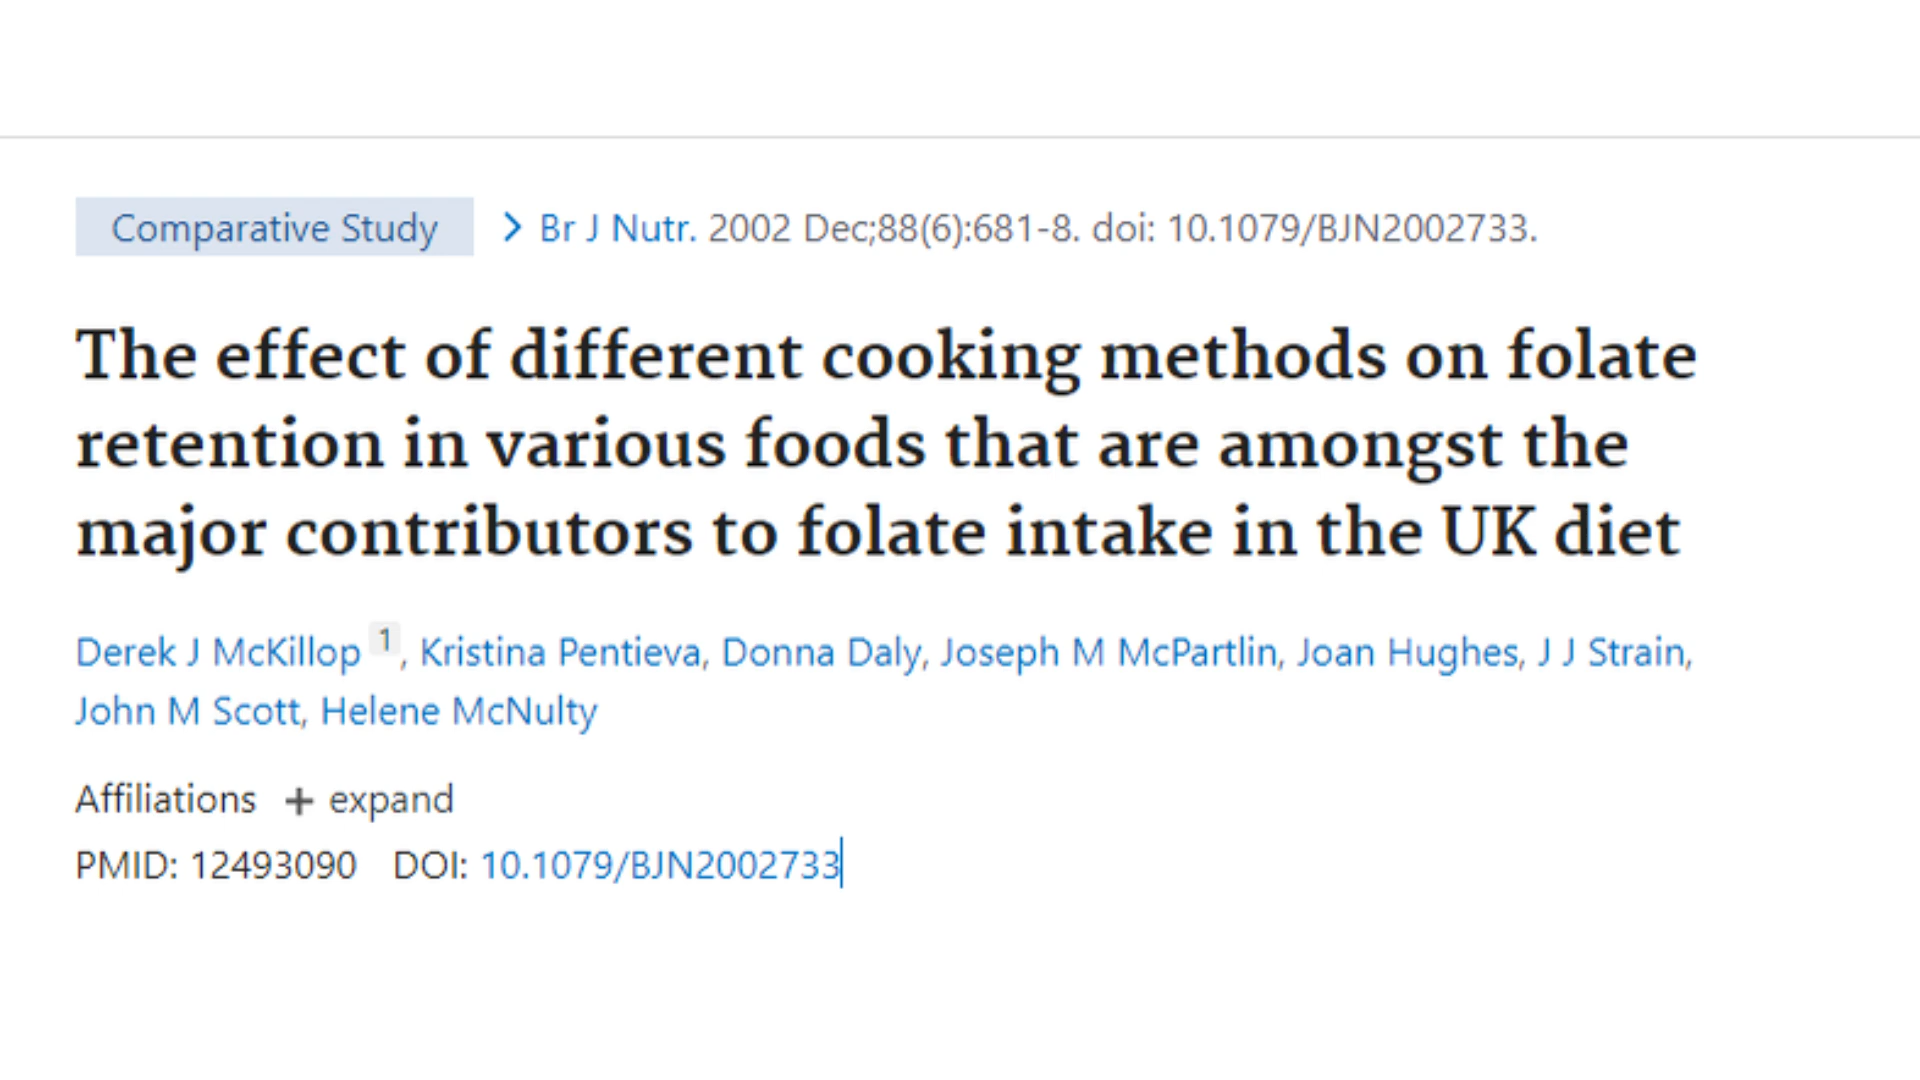 Comparative Study > Br J Nutr. 2002 Dec;88(6):681-8. doi: 10.1079/BJN2002733.
The effect of different cooking methods on folate
retention in various foods that are amongst the
major contributors to folate intake in the UK diet
Derek J McKillop 1, Kristina Pentieva, Donna Daly, Joseph M McPartlin, Joan Hughes, J J Strain,
John M Scott, Helene McNulty
Affiliations + expand
PMID: 12493090 DOI: 10.1079/BJN2002733